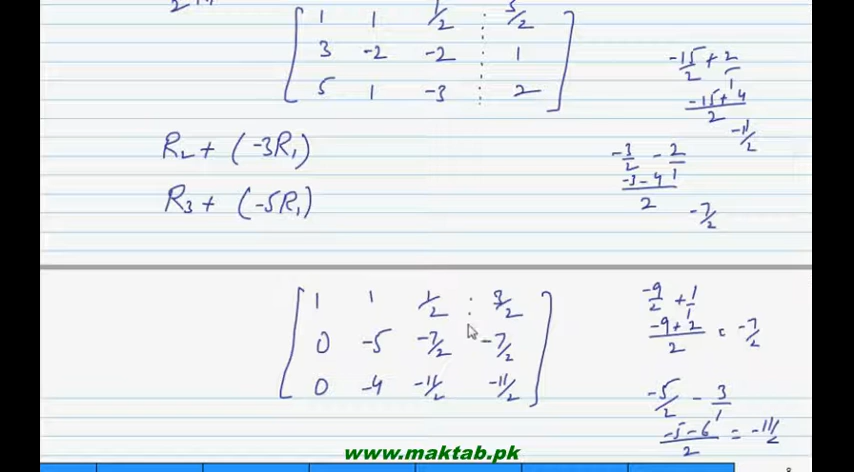 1 1 1/2 : 3/2
3 -2 -2 1
5 1 -3 2
R2 + (-3R1)
R3 + (-5R1)
-15/2 + 2
-15+4/2
-11/2
-3/2 - 2/1
-3-4/2
-7/2
1 1 1/2 : 3/2
0 -5 -7/2 -7/2
0 -4 -11/2 -11/2
-9/2 + 1/1
-9+2/2 = -7/2
-5/2 - 3/1
-5-6/2 = -11/2
www.maktab.pk